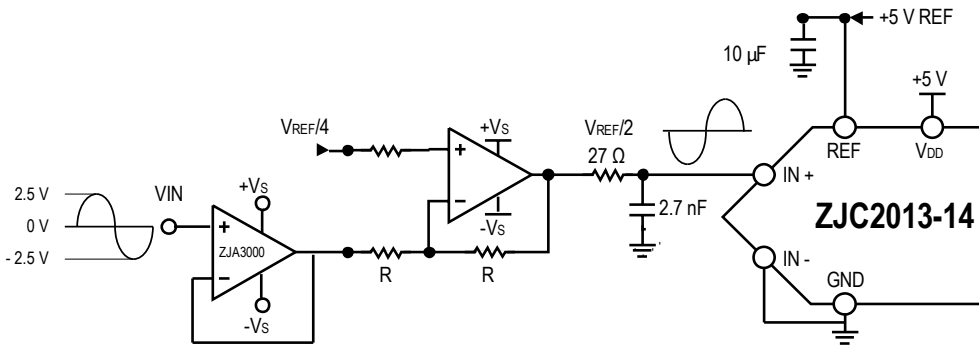 +5 V REF
10 µF
+5 V
VREF/4
+VS
VREF/2
27 Ω
REF
VDD
IN +
2.5 V
VIN
+VS
0 V
ZJA3000
- 2.5 V
-VS
2.7 nF
ZJC2013-14
R
R
IN -
GND
-VS